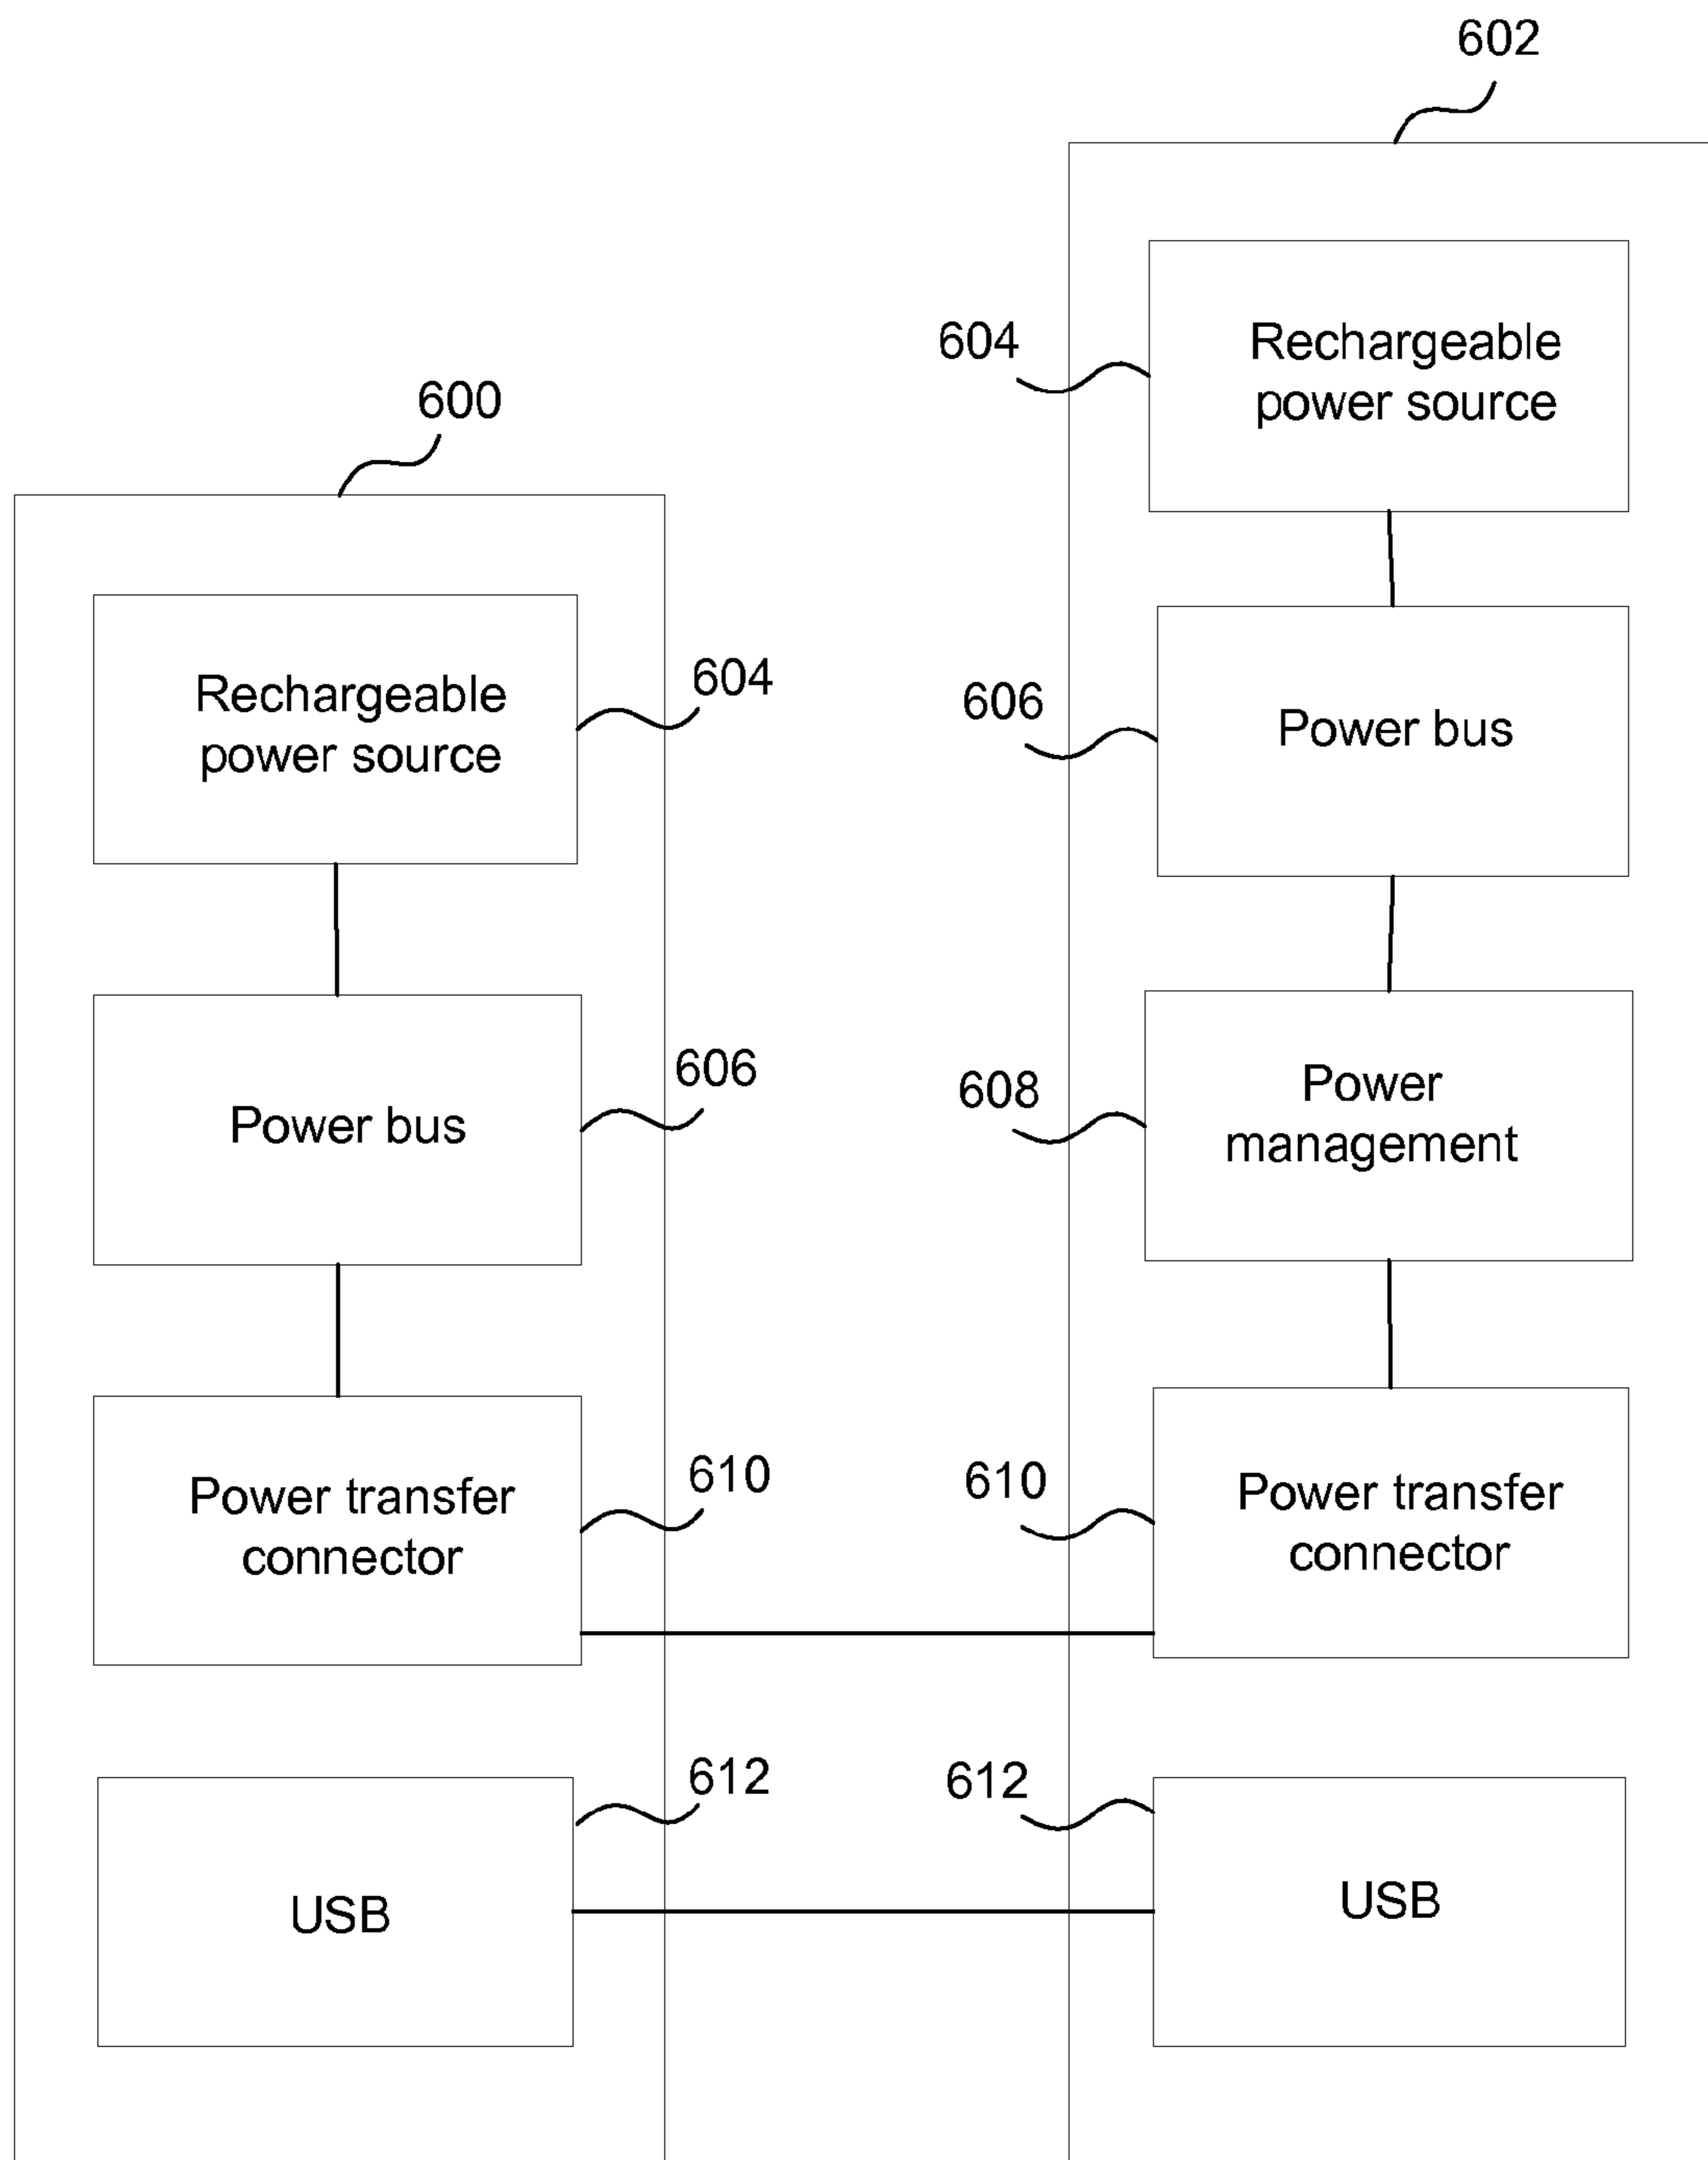 602
604
Rechargeable
power source
600
Rechargeable
power source
604
606
Power bus
606
Power bus
608
Power
management
610
Power transfer
connector
610
Power transfer
connector
612
USB
612
USB